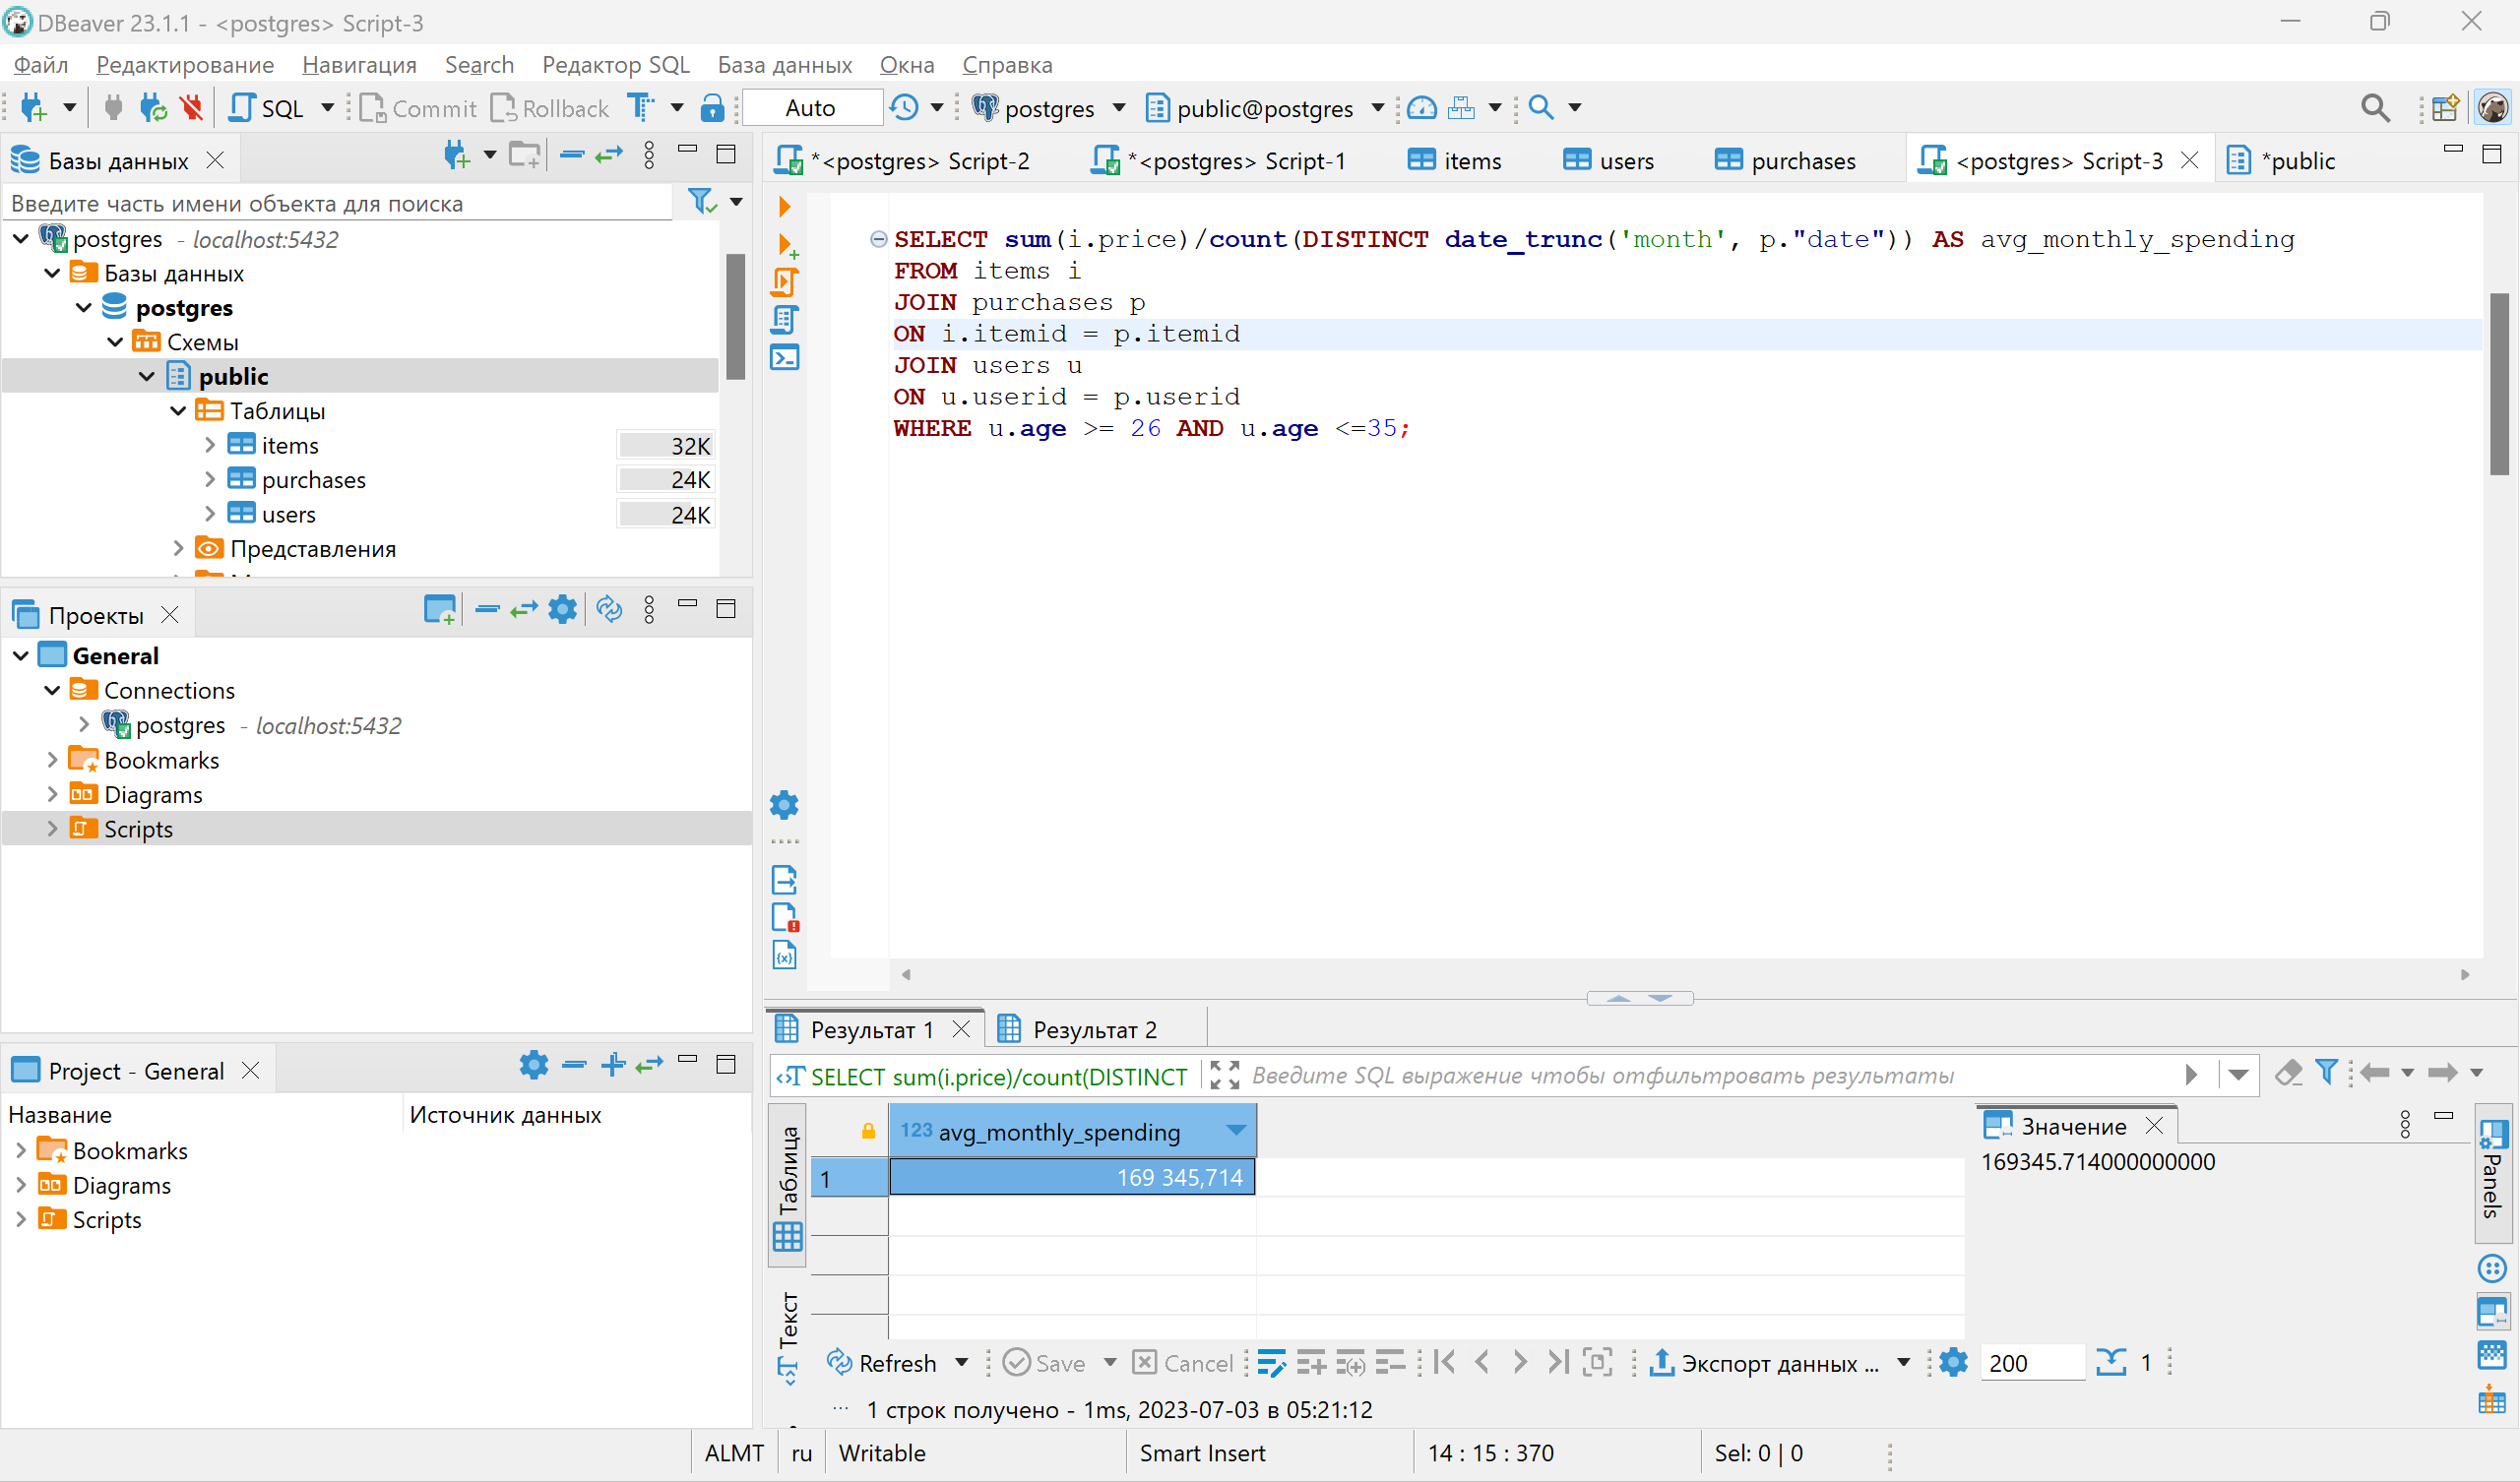 DBeaver 23.1.1 - <postgres> Script-3
Файл Редактирование Навигация Search Редактор SQL База данных Окна Справка
SQL Commit Rollback Auto postgres public@postgres
Базы данных
Введите часть имени объекта для поиска
postgres - localhost:5432
Базы данных
postgres
Схемы
public
Таблицы
items 32K
purchases 24K
users 24K
Представления
Проекты
General
Connections
postgres - localhost:5432
Bookmarks
Diagrams
Scripts
Project - General
Название Источник данных
Bookmarks
Diagrams
Scripts
*<postgres> Script-2 *<postgres> Script-1 items users purchases <postgres> Script-3 *public
SELECT sum(i.price)/count(DISTINCT date_trunc('month', p."date")) AS avg_monthly_spending
FROM items i
JOIN purchases p
ON i.itemid = p.itemid
JOIN users u
ON u.userid = p.userid
WHERE u.age >= 26 AND u.age <=35;
Результат 1 Результат 2
SELECT sum(i.price)/count(DISTINCT Введите SQL выражение чтобы отфильтровать результаты
Таблица
Текст
123 avg_monthly_spending
1 169 345,714
Значение
169345.714000000000
Panels
Refresh Save Cancel Экспорт данных ... 200 1
... 1 строк получено - 1ms, 2023-07-03 в 05:21:12
ALMT ru Writable Smart Insert 14 : 15 : 370 Sel: 0 | 0